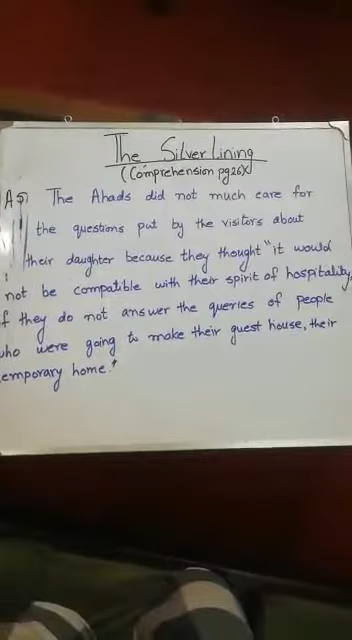 The Silver Lining
(Comprehension pg 26)
A5) The Ahads did not much care for
the questions put by the visitors about
their daughter because they thought "it would
not be compatible with their spirit of hospitality,
if they do not answer the queries of people
who were going to make their guest house, their
temporary home."